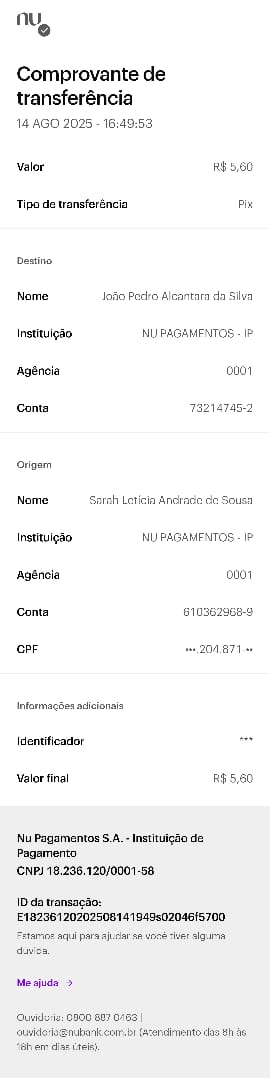 nu
Comprovante de
transferência
14 AGO 2025 - 16:49:53
Valor R$ 5,60
Tipo de transferência Pix
Destino
Nome João Pedro Alcantara da Silva
Instituição NU PAGAMENTOS - IP
Agência 0001
Conta 73214745-2
Origem
Nome Sarah Letícia Andrade de Sousa
Instituição NU PAGAMENTOS - IP
Agência 0001
Conta 610362968-9
CPF •••.204.871-••
Informações adicionais
Identificador ***
Valor final R$ 5,60
Nu Pagamentos S.A. - Instituição de
Pagamento
CNPJ 18.236.120/0001-58
ID da transação:
E18236120202508141949s02046f5700
Estamos aqui para ajudar se você tiver alguma
dúvida.
Me ajuda →
Ouvidoria: 0800 887 0463 |
ouvidoria@nubank.com.br (Atendimento das 8h às
18h em dias úteis).